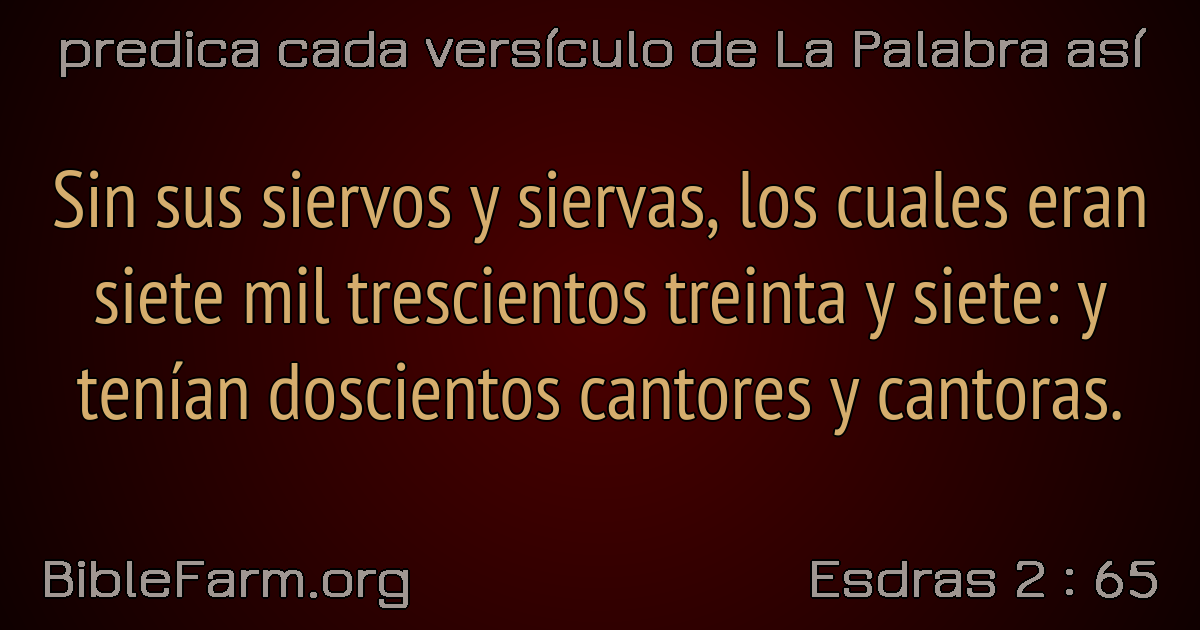 predica cada versículo de La Palabra así
Sin sus siervos y siervas, los cuales eran
siete mil trescientos treinta y siete: y
tenían doscientos cantores y cantoras.
BibleFarm.org
Esdras 2 : 65